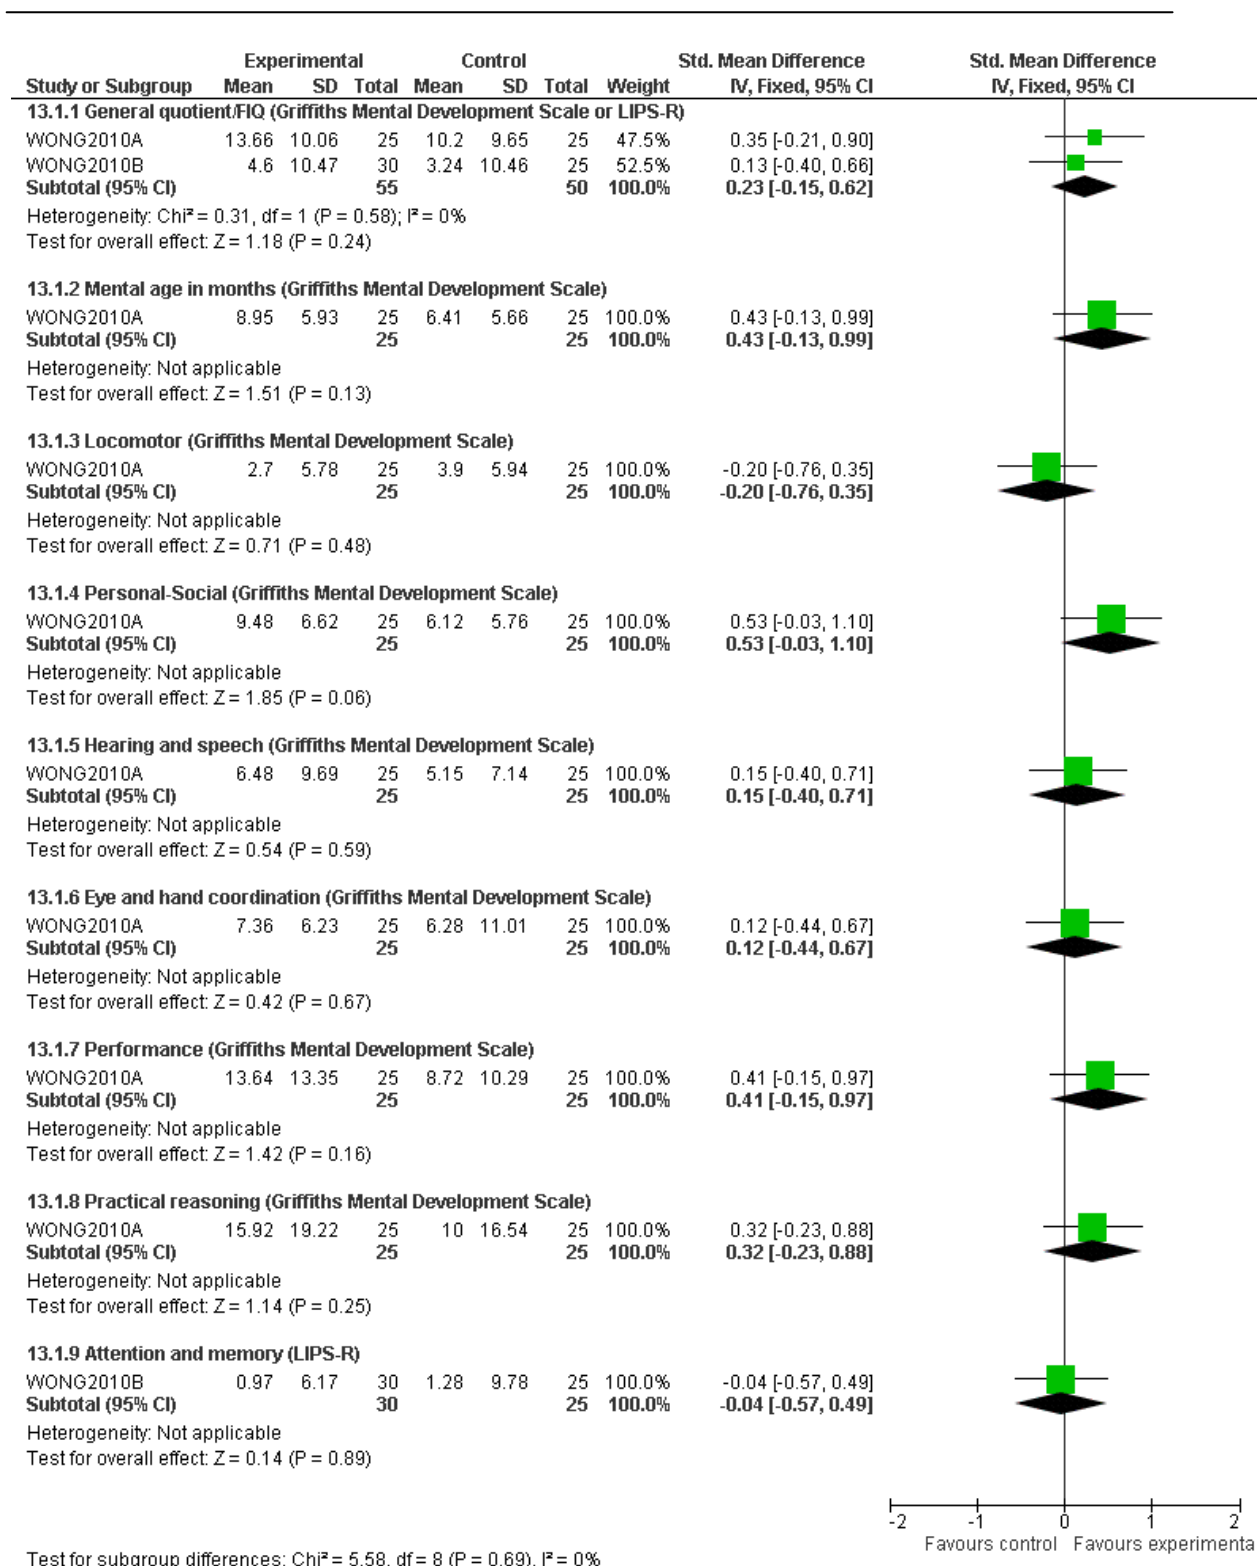 Experimental Control Std. Mean Difference Std. Mean Difference
Study or Subgroup Mean SD Total Mean SD Total Weight IV, Fixed, 95% CI IV, Fixed, 95% CI
13.1.1 General quotient/FIQ (Griffiths Mental Development Scale or LIPS-R)
WONG2010A 13.66 10.06 25 10.2 9.65 25 47.5% 0.35 [-0.21, 0.90]
WONG2010B 4.6 10.47 30 3.24 10.46 25 52.5% 0.13 [-0.40, 0.66]
Subtotal (95% CI) 55 50 100.0% 0.23 [-0.15, 0.62]
Heterogeneity: Chi² = 0.31, df = 1 (P = 0.58); I² = 0%
Test for overall effect: Z = 1.18 (P = 0.24)
13.1.2 Mental age in months (Griffiths Mental Development Scale)
WONG2010A 8.95 5.93 25 6.41 5.66 25 100.0% 0.43 [-0.13, 0.99]
Subtotal (95% CI) 25 25 100.0% 0.43 [-0.13, 0.99]
Heterogeneity: Not applicable
Test for overall effect: Z = 1.51 (P = 0.13)
13.1.3 Locomotor (Griffiths Mental Development Scale)
WONG2010A 2.7 5.78 25 3.9 5.94 25 100.0% -0.20 [-0.76, 0.35]
Subtotal (95% CI) 25 25 100.0% -0.20 [-0.76, 0.35]
Heterogeneity: Not applicable
Test for overall effect: Z = 0.71 (P = 0.48)
13.1.4 Personal-Social (Griffiths Mental Development Scale)
WONG2010A 9.48 6.62 25 6.12 5.76 25 100.0% 0.53 [-0.03, 1.10]
Subtotal (95% CI) 25 25 100.0% 0.53 [-0.03, 1.10]
Heterogeneity: Not applicable
Test for overall effect: Z = 1.85 (P = 0.06)
13.1.5 Hearing and speech (Griffiths Mental Development Scale)
WONG2010A 6.48 9.69 25 5.15 7.14 25 100.0% 0.15 [-0.40, 0.71]
Subtotal (95% CI) 25 25 100.0% 0.15 [-0.40, 0.71]
Heterogeneity: Not applicable
Test for overall effect: Z = 0.54 (P = 0.59)
13.1.6 Eye and hand coordination (Griffiths Mental Development Scale)
WONG2010A 7.36 6.23 25 6.28 11.01 25 100.0% 0.12 [-0.44, 0.67]
Subtotal (95% CI) 25 25 100.0% 0.12 [-0.44, 0.67]
Heterogeneity: Not applicable
Test for overall effect: Z = 0.42 (P = 0.67)
13.1.7 Performance (Griffiths Mental Development Scale)
WONG2010A 13.64 13.35 25 8.72 10.29 25 100.0% 0.41 [-0.15, 0.97]
Subtotal (95% CI) 25 25 100.0% 0.41 [-0.15, 0.97]
Heterogeneity: Not applicable
Test for overall effect: Z = 1.42 (P = 0.16)
13.1.8 Practical reasoning (Griffiths Mental Development Scale)
WONG2010A 15.92 19.22 25 10 16.54 25 100.0% 0.32 [-0.23, 0.88]
Subtotal (95% CI) 25 25 100.0% 0.32 [-0.23, 0.88]
Heterogeneity: Not applicable
Test for overall effect: Z = 1.14 (P = 0.25)
13.1.9 Attention and memory (LIPS-R)
WONG2010B 0.97 6.17 30 1.28 9.78 25 100.0% -0.04 [-0.57, 0.49]
Subtotal (95% CI) 30 25 100.0% -0.04 [-0.57, 0.49]
Heterogeneity: Not applicable
Test for overall effect: Z = 0.14 (P = 0.89)
-2 -1 0 1 2
Favours control Favours experimenta
Test for subgroup differences: Chi² = 5.58, df = 8 (P = 0.69), I² = 0%